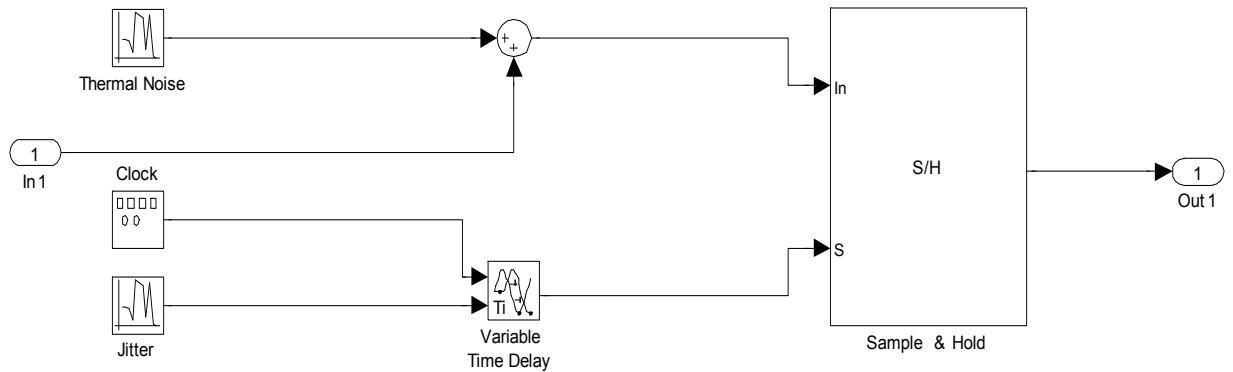 Thermal Noise
+
+
1
In 1
Clock
Jitter
Ti
Variable
Time Delay
In
S/H
S
Sample & Hold
1
Out 1